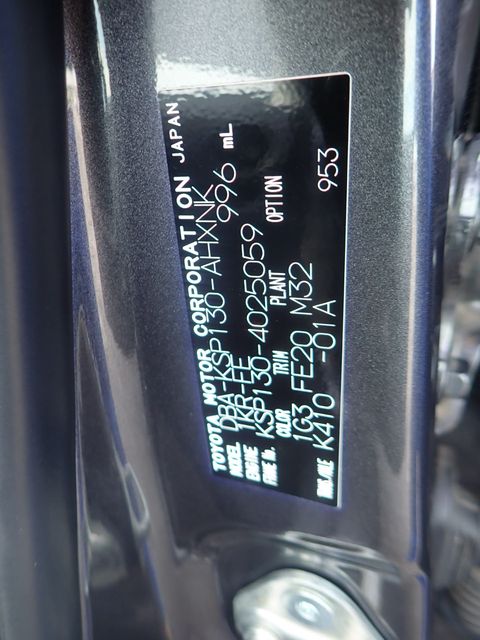 TOYOTA MOTOR CORPORATION JAPAN
MODEL DBA-KSP130-AHXNK
ENGINE 1KR-FE 996 mL
FRAME No. KSP130-4025059
COLOR TRIM PLANT OPTION
1G3 FE20 M32 953
TRANS./AXLE K410 -01A